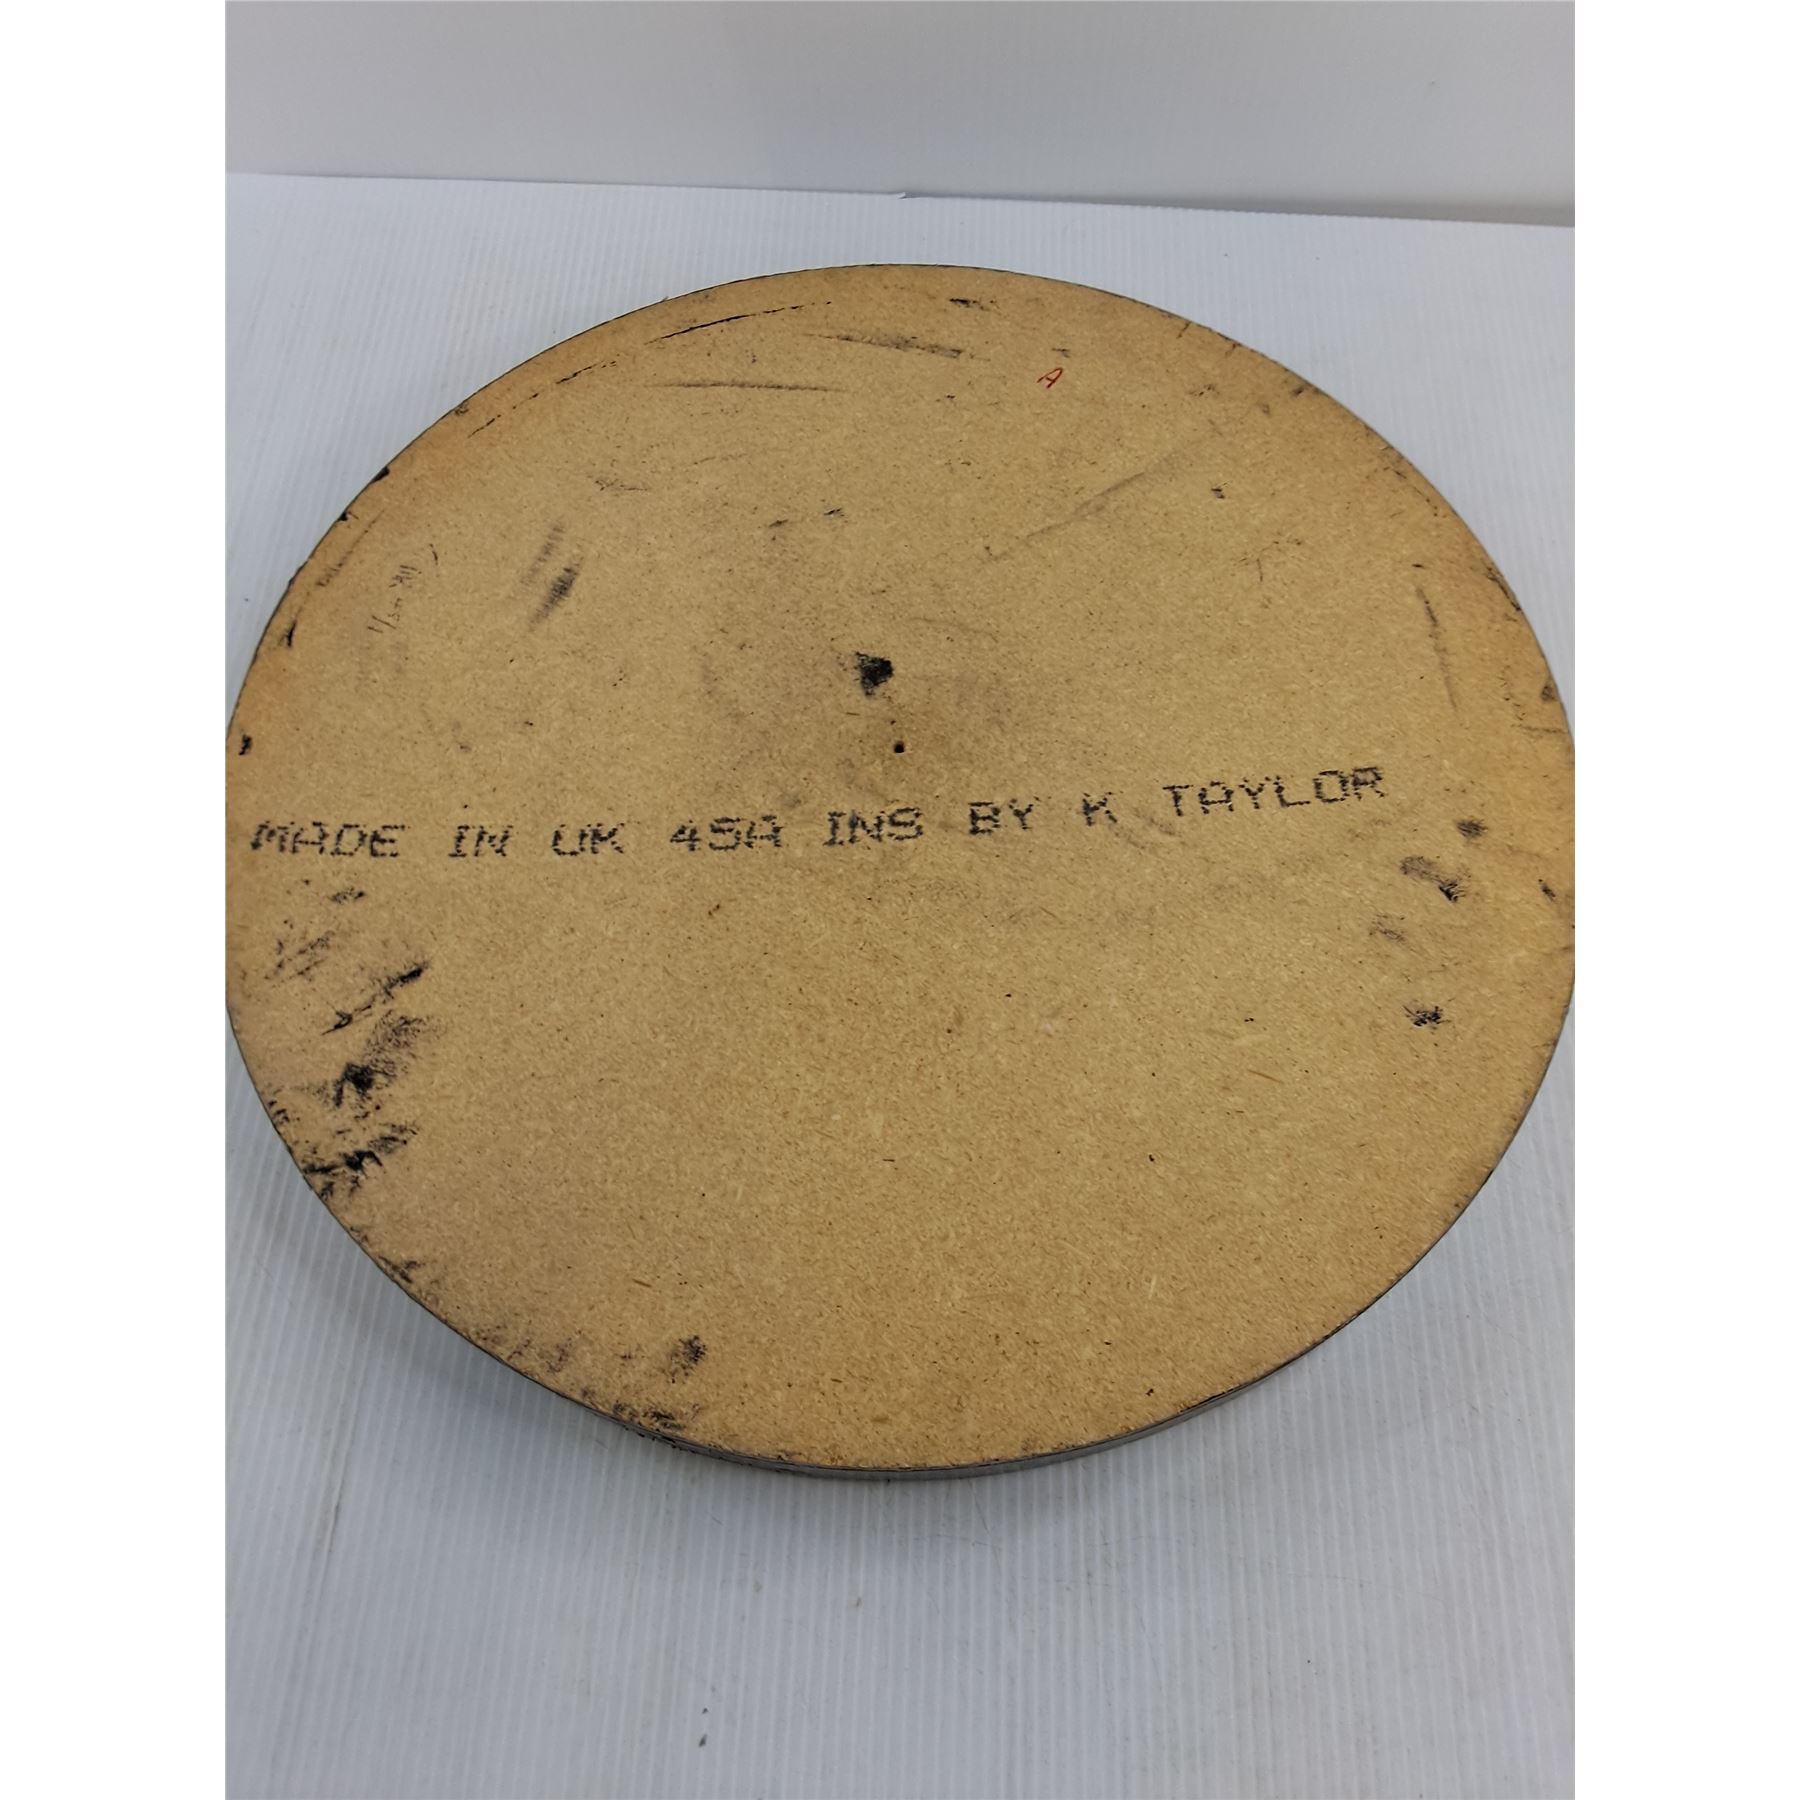 A
MADE IN UK 45A INS BY K TAYLOR